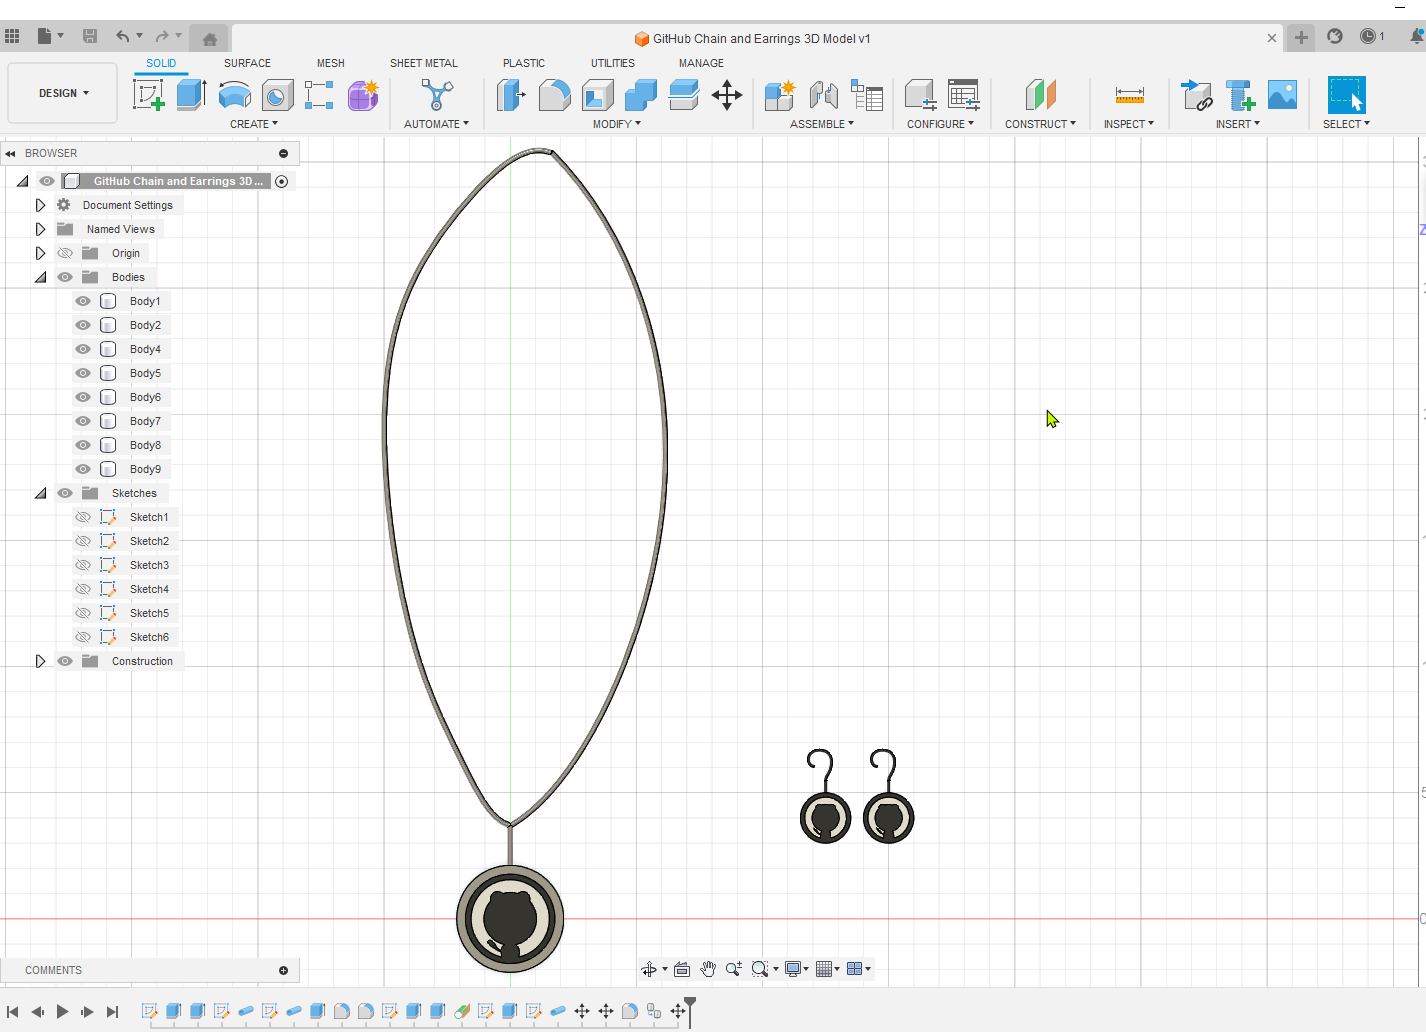 GitHub Chain and Earrings 3D Model v1
1
SOLID SURFACE MESH SHEET METAL PLASTIC UTILITIES MANAGE
DESIGN
CREATE AUTOMATE MODIFY ASSEMBLE CONFIGURE CONSTRUCT INSPECT INSERT SELECT
BROWSER
GitHub Chain and Earrings 3D ...
Document Settings
Named Views
Origin
Bodies
Body1
Body2
Body4
Body5
Body6
Body7
Body8
Body9
Sketches
Sketch1
Sketch2
Sketch3
Sketch4
Sketch5
Sketch6
Construction
COMMENTS